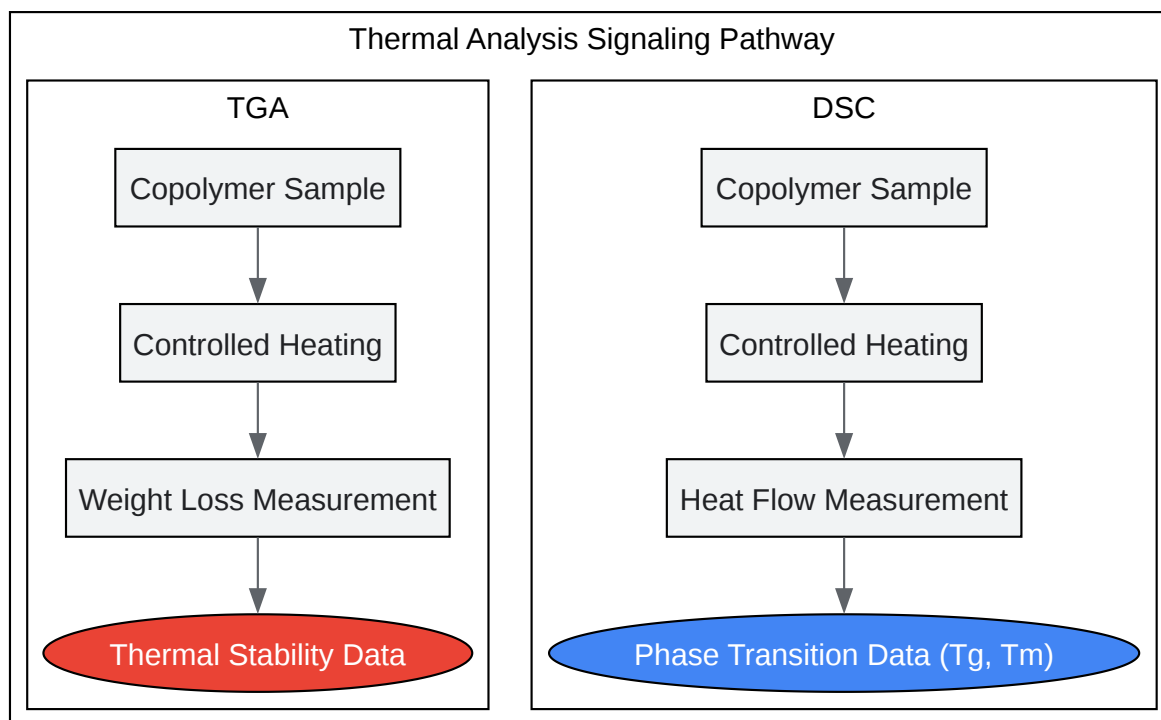 Thermal Analysis Signaling Pathway
TGA
Copolymer Sample
Controlled Heating
Weight Loss Measurement
Thermal Stability Data
DSC
Copolymer Sample
Controlled Heating
Heat Flow Measurement
Phase Transition Data (Tg, Tm)